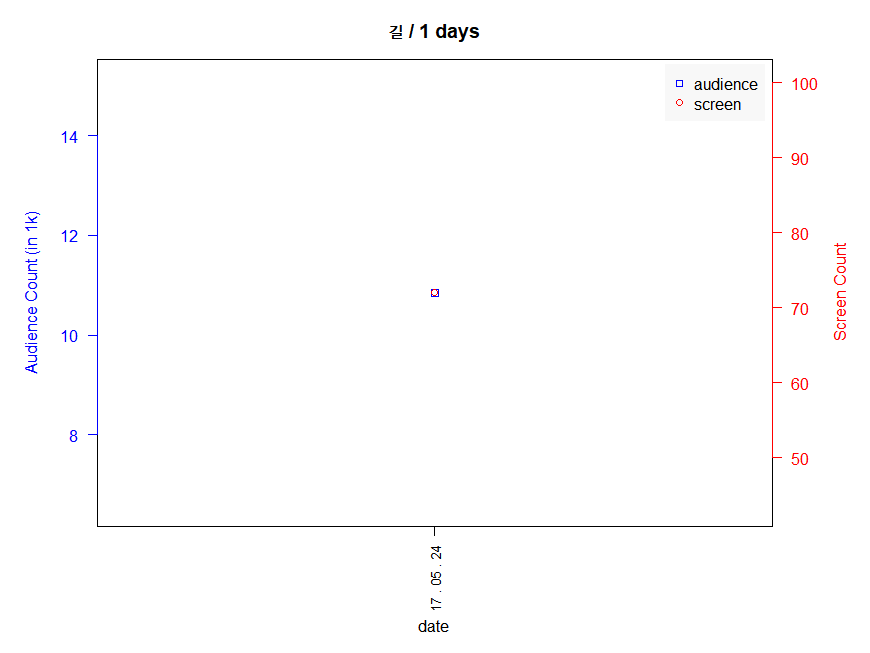 길 / 1 days
audience
screen
14
12
10
8
Audience Count (in 1k)
100
90
80
70
60
50
Screen Count
17 . 05 . 24
date